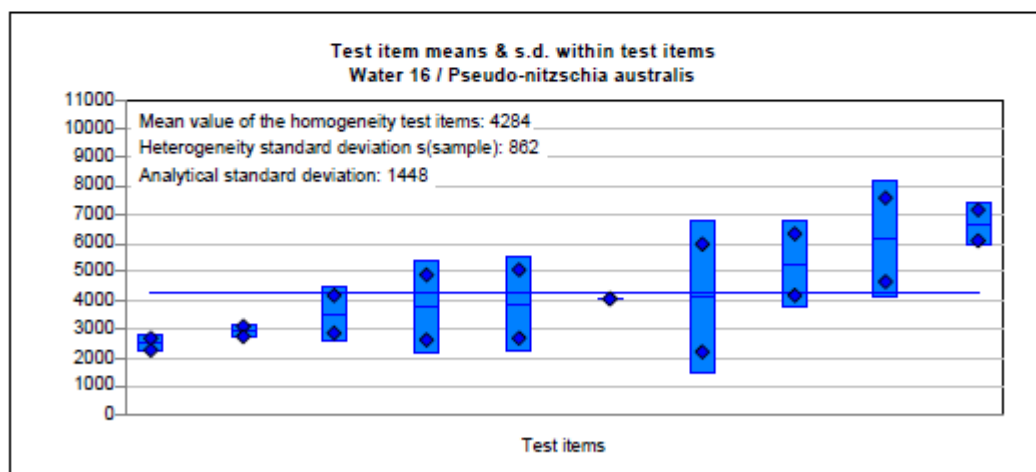 Test item means & s.d. within test items
Water 16 / Pseudo-nitzschia australis
11000
10000
9000
8000
7000
6000
5000
4000
3000
2000
1000
0
Mean value of the homogeneity test items: 4284
Heterogeneity standard deviation s(sample): 862
Analytical standard deviation: 1448
Test items